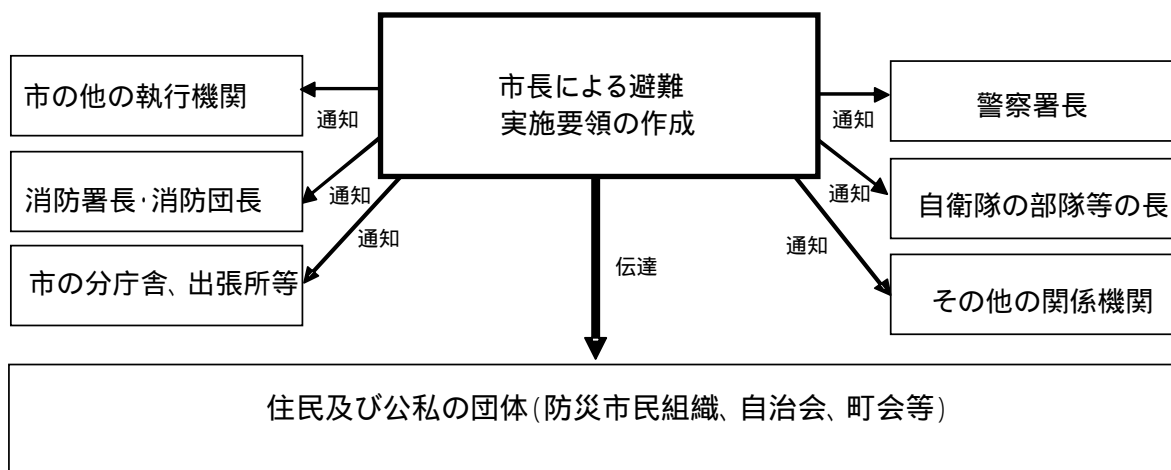 市長による避難
実施要領の作成
市の他の執行機関
通知
通知
警察署長
消防署長・消防団長
通知
通知
自衛隊の部隊等の長
市の分庁舎、出張所等
通知
通知
その他の関係機関
伝達
住民及び公私の団体(防災市民組織、自治会、町会等)